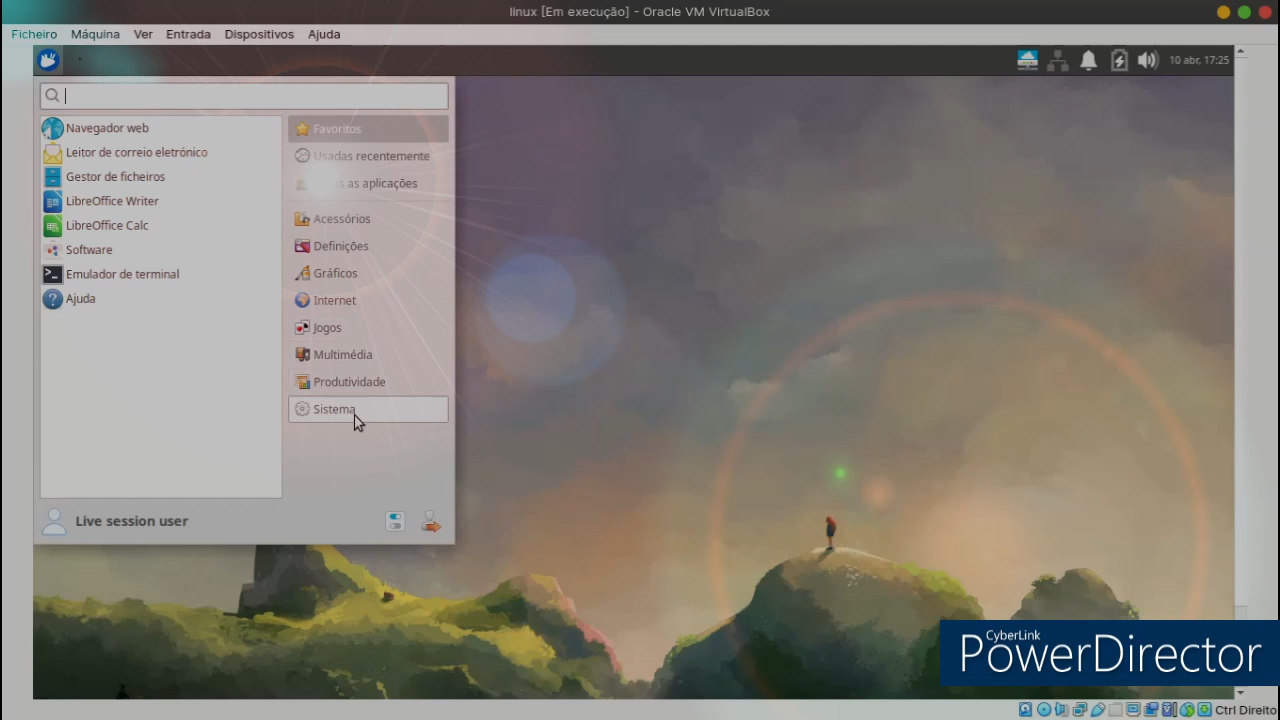 linux [Em execução] - Oracle VM VirtualBox
Ficheiro Máquina Ver Entrada Dispositivos Ajuda
10 abr, 17:25
Navegador web
Leitor de correio eletrónico
Gestor de ficheiros
LibreOffice Writer
LibreOffice Calc
Software
Emulador de terminal
Ajuda
Favoritos
Usadas recentemente
as aplicações
Acessórios
Definições
Gráficos
Internet
Jogos
Multimédia
Produtividade
Sistema
Live session user
CyberLink
PowerDirector
Ctrl Direito